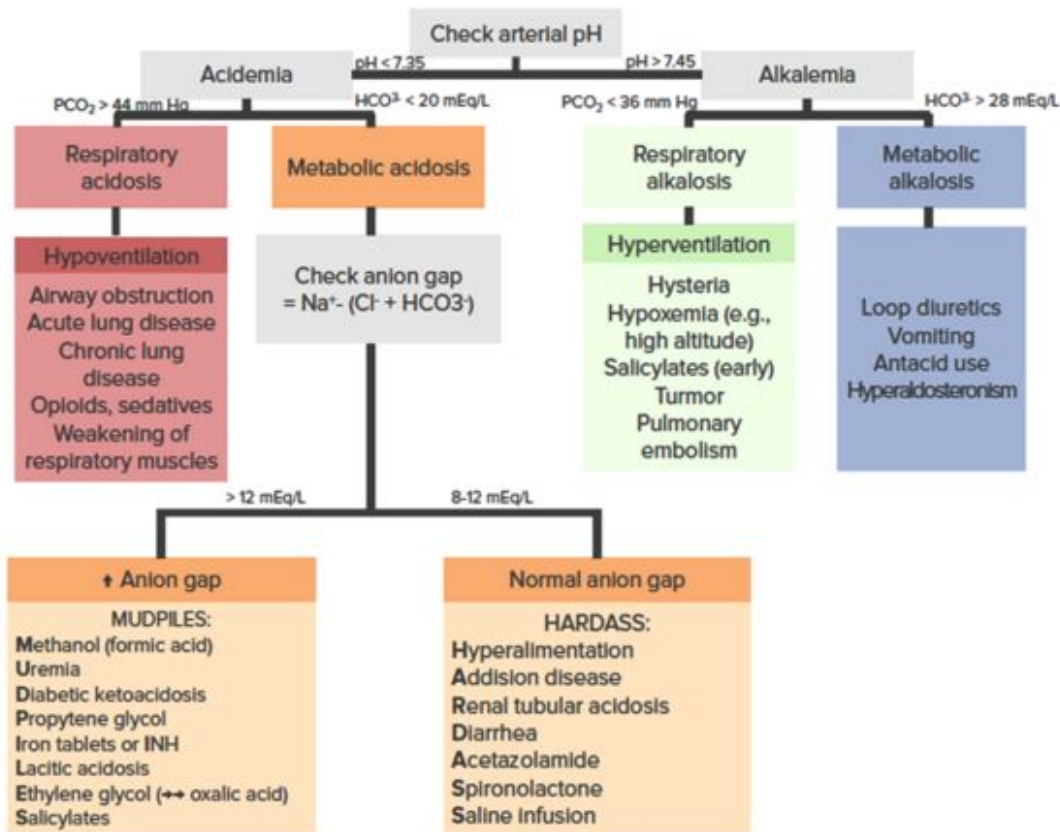 Check arterial pH
pH < 7.35
pH > 7.45
Acidemia
Alkalemia
PCO₂ > 44 mm Hg
HCO³⁻ < 20 mEq/L
PCO₂ < 36 mm Hg
HCO³⁻ > 28 mEq/L
Respiratory
acidosis
Metabolic acidosis
Respiratory
alkalosis
Metabolic
alkalosis
Hypoventilation
Airway obstruction
Acute lung disease
Chronic lung
disease
Opioids, sedatives
Weakening of
respiratory muscles
Check anion gap
= Na⁺- (Cl⁻ + HCO3⁻)
Hyperventilation
Hysteria
Hypoxemia (e.g.,
high altitude)
Salicylates (early)
Turmor
Pulmonary
embolism
Loop diuretics
Vomiting
Antacid use
Hyperaldosteronism
> 12 mEq/L
8-12 mEq/L
↑ Anion gap
MUDPILES:
Methanol (formic acid)
Uremia
Diabetic ketoacidosis
Propytene glycol
Iron tablets or INH
Lacitic acidosis
Ethylene glycol (↔ oxalic acid)
Salicylates
Normal anion gap
HARDASS:
Hyperalimentation
Addision disease
Renal tubular acidosis
Diarrhea
Acetazolamide
Spironolactone
Saline infusion